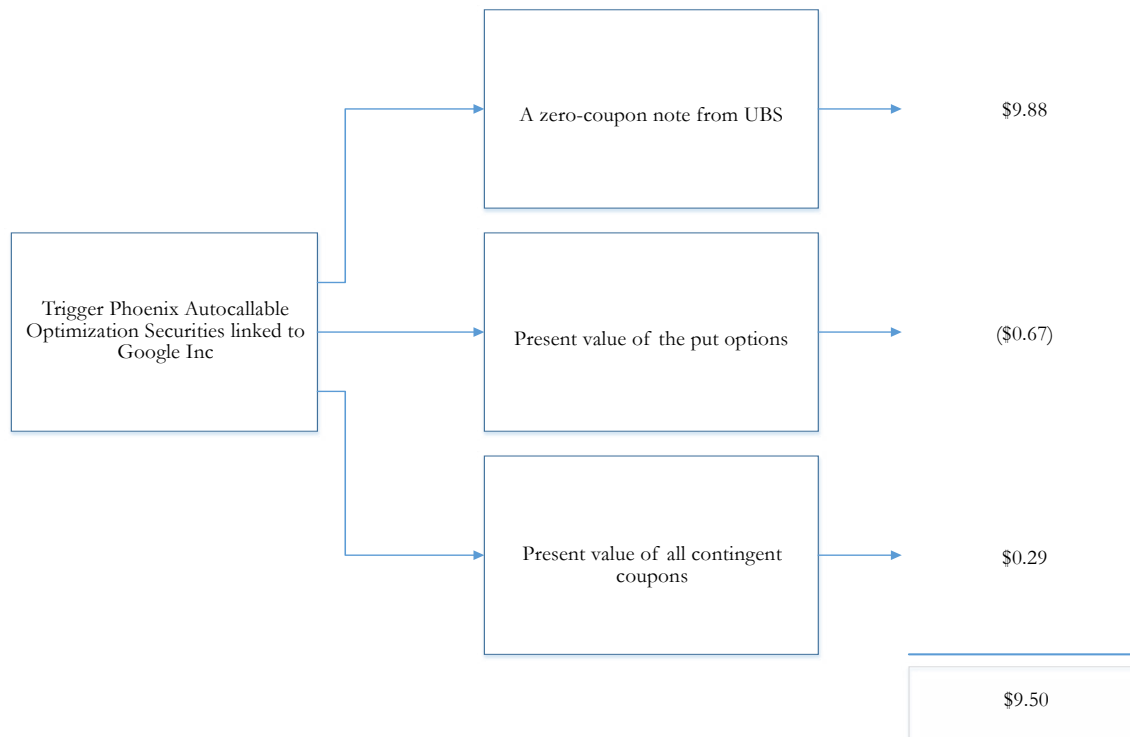 A zero-coupon note from UBS
$9.88
Trigger Phoenix Autocallable
Optimization Securities linked to
Google Inc
Present value of the put options
($0.67)
Present value of all contingent
coupons
$0.29
$9.50